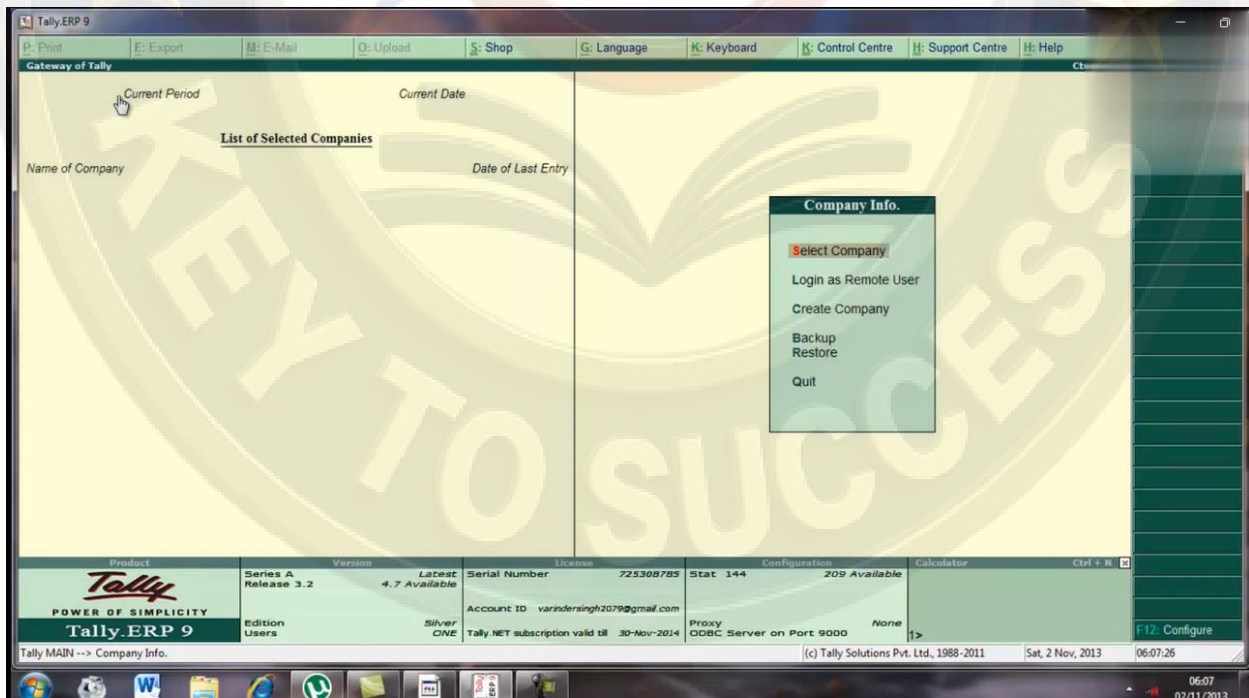 Tally.ERP 9
P: Print E: Export M: E-Mail O: Upload S: Shop G: Language K: Keyboard K: Control Centre H: Support Centre H: Help
Gateway of Tally
Current Period Current Date
List of Selected Companies
Name of Company Date of Last Entry
Company Info.
Select Company
Login as Remote User
Create Company
Backup
Restore
Quit
KEY TO SUCCESS
Product Version License Configuration Calculator Ctrl + N
Tally
POWER OF SIMPLICITY
Tally.ERP 9
Series A Latest
Release 3.2 4.7 Available
Edition Silver
Users ONE
Serial Number 725308785
Account ID varindersingh2079@gmail.com
Tally.NET subscription valid till 30-Nov-2014
Stat 144 209 Available
Proxy None
ODBC Server on Port 9000
1>
F12: Configure
Tally MAIN --> Company Info. (c) Tally Solutions Pvt. Ltd., 1988-2011 Sat, 2 Nov, 2013 06:07:26
06:07
02/11/2013